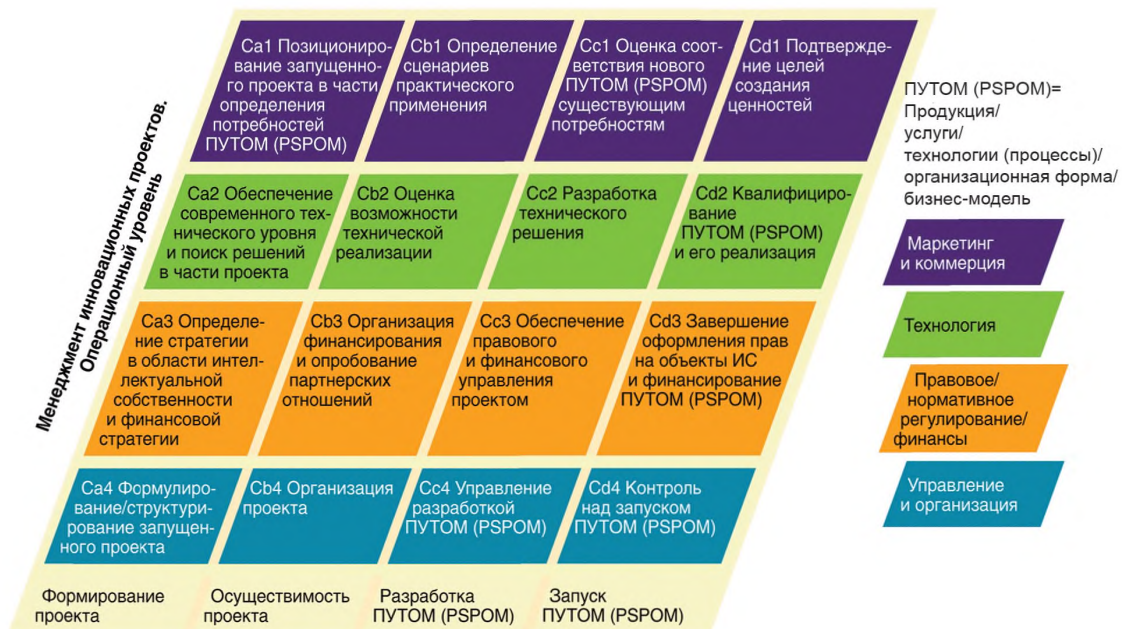 Менеджмент инновационных проектов.
Операционный уровень
Ca1 Позициониро-
вание запущенно-
го проекта в части
определения
потребностей
ПУТОМ (PSPOM)
Cb1 Определение
сценариев
практического
применения
Cc1 Оценка соот-
ветствия нового
ПУТОМ (PSPOM)
существующим
потребностям
Cd1 Подтвержде-
ние целей
создания
ценностей
Ca2 Обеспечение
современного тех-
нического уровня
и поиск решений
в части проекта
Cb2 Оценка
возможности
технической
реализации
Cc2 Разработка
технического
решения
Cd2 Квалифициро-
вание
ПУТОМ (PSPOM)
и его реализация
Ca3 Определе-
ние стратегии
в области интел-
лектуальной
собственности
и финансовой
стратегии
Cb3 Организация
финансирования
и опробование
партнерских
отношений
Cc3 Обеспечение
правового
и финансового
управления
проектом
Cd3 Завершение
оформления прав
на объекты ИС
и финансирование
ПУТОМ (PSPOM)
Ca4 Формулиро-
вание/структури-
рование запущен-
ного проекта
Cb4 Организация
проекта
Cc4 Управление
разработкой
ПУТОМ (PSPOM)
Cd4 Контроль
над запуском
ПУТОМ (PSPOM)
Формирование
проекта
Осуществимость
проекта
Разработка
ПУТОМ (PSPOM)
Запуск
ПУТОМ (PSPOM)
ПУТОМ (PSPOM)=
Продукция/
услуги/
технологии (процессы)/
организационная форма/
бизнес-модель
Маркетинг
и коммерция
Технология
Правовое/
нормативное
регулирование/
финансы
Управление
и организация